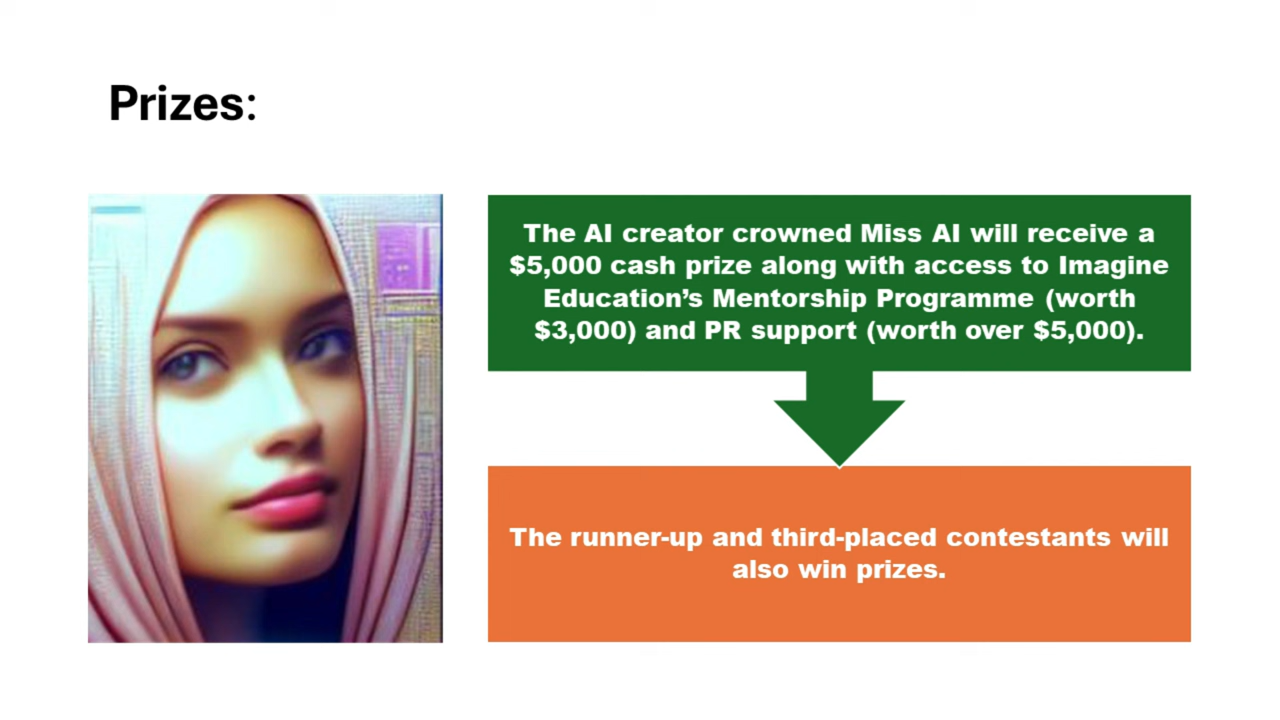 Prizes:
The AI creator crowned Miss AI will receive a
$5,000 cash prize along with access to Imagine
Education’s Mentorship Programme (worth
$3,000) and PR support (worth over $5,000).
The runner-up and third-placed contestants will
also win prizes.